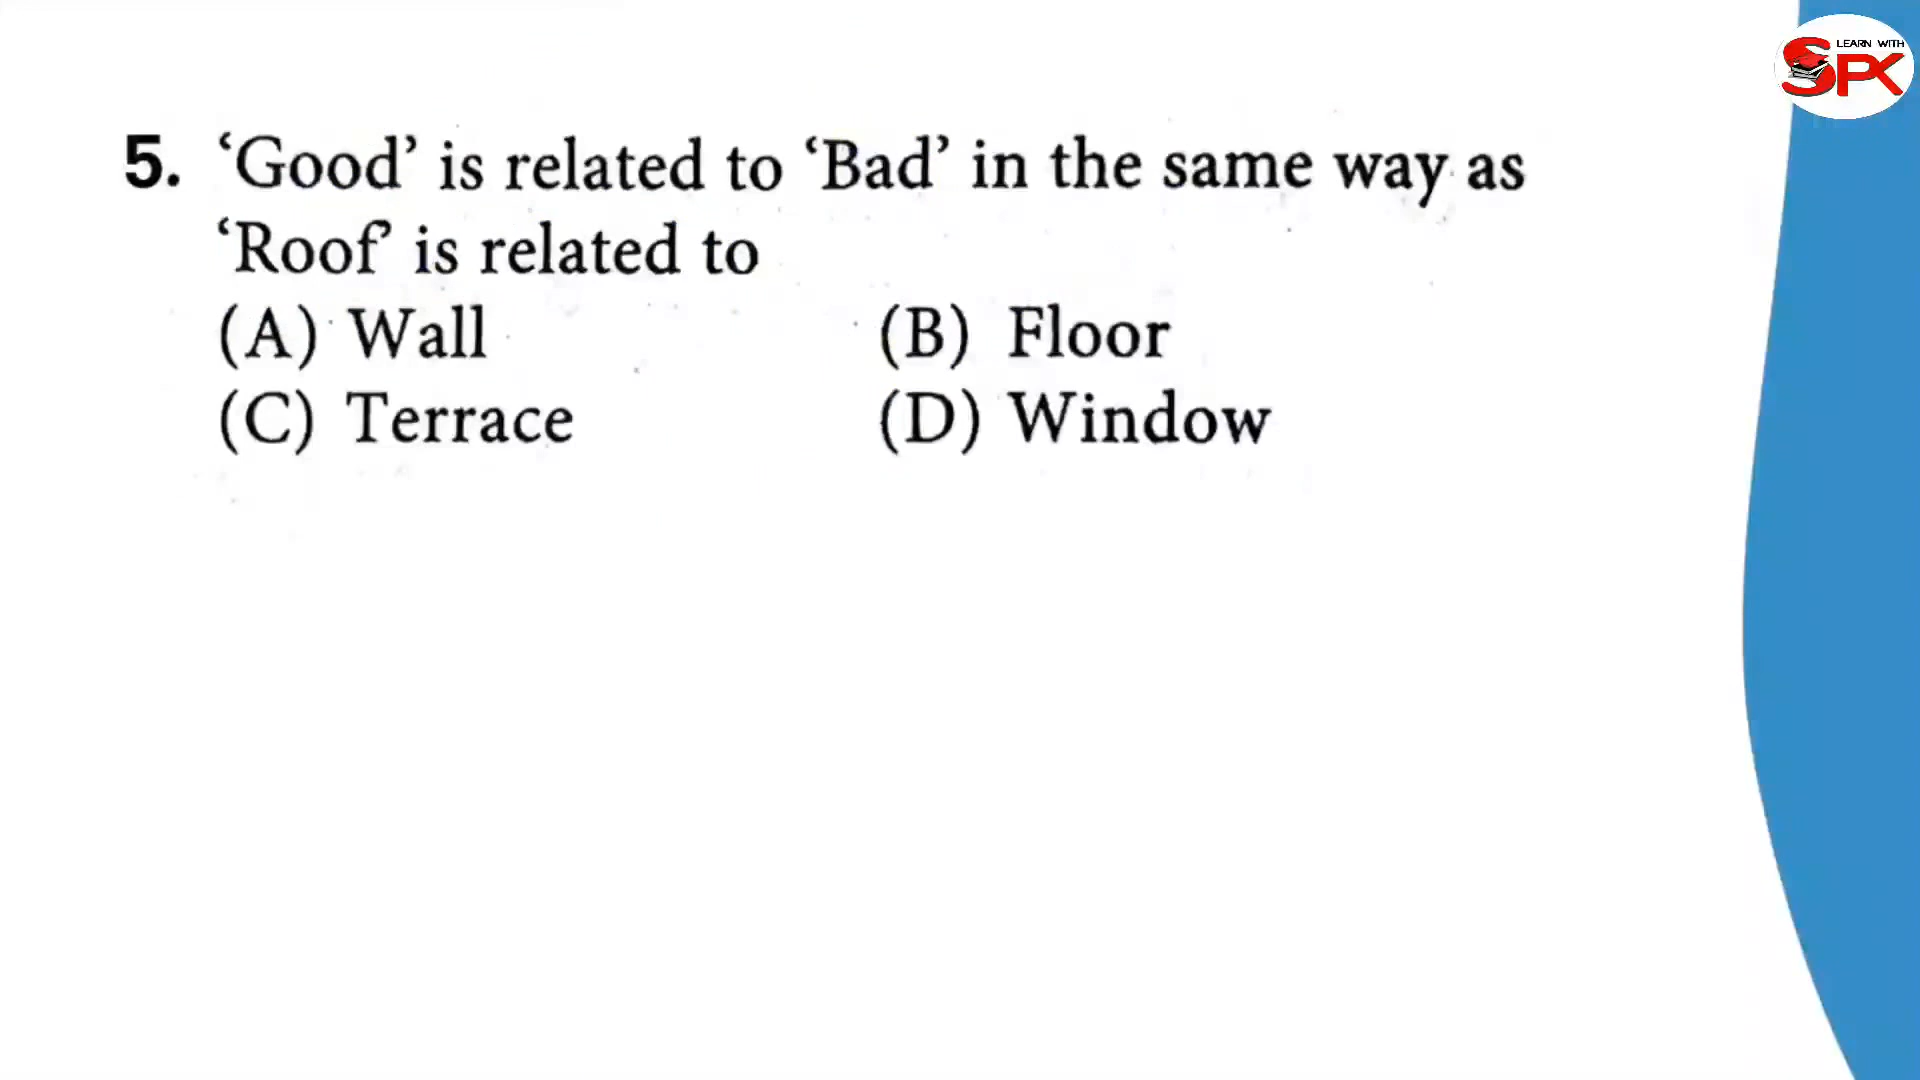 LEARN WITH
SPK
5. ‘Good’ is related to ‘Bad’ in the same way as
‘Roof’ is related to
(A) Wall (B) Floor
(C) Terrace (D) Window